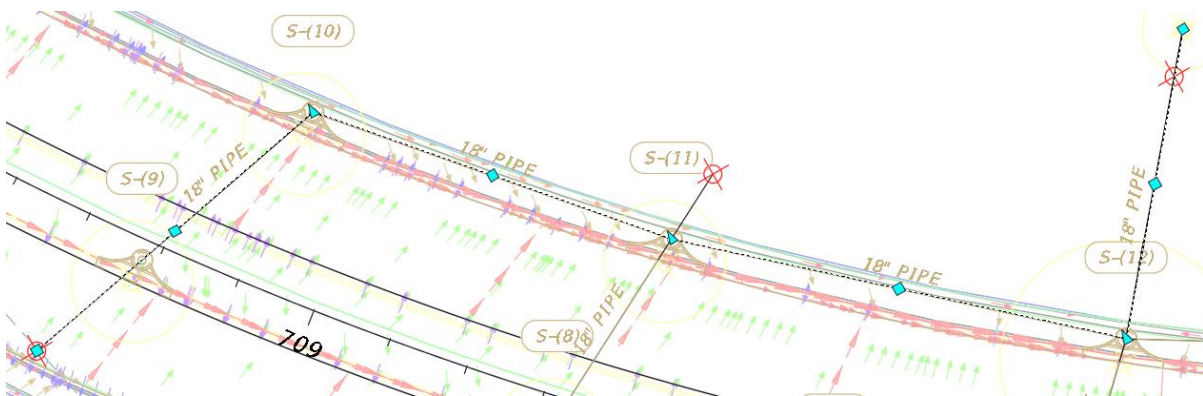 S-(10)
18" PIPE
S-(11)
S-(9)
18" PIPE
18" PIPE
S-(12)
18" PIPE
18" PIPE
S-(8)
709